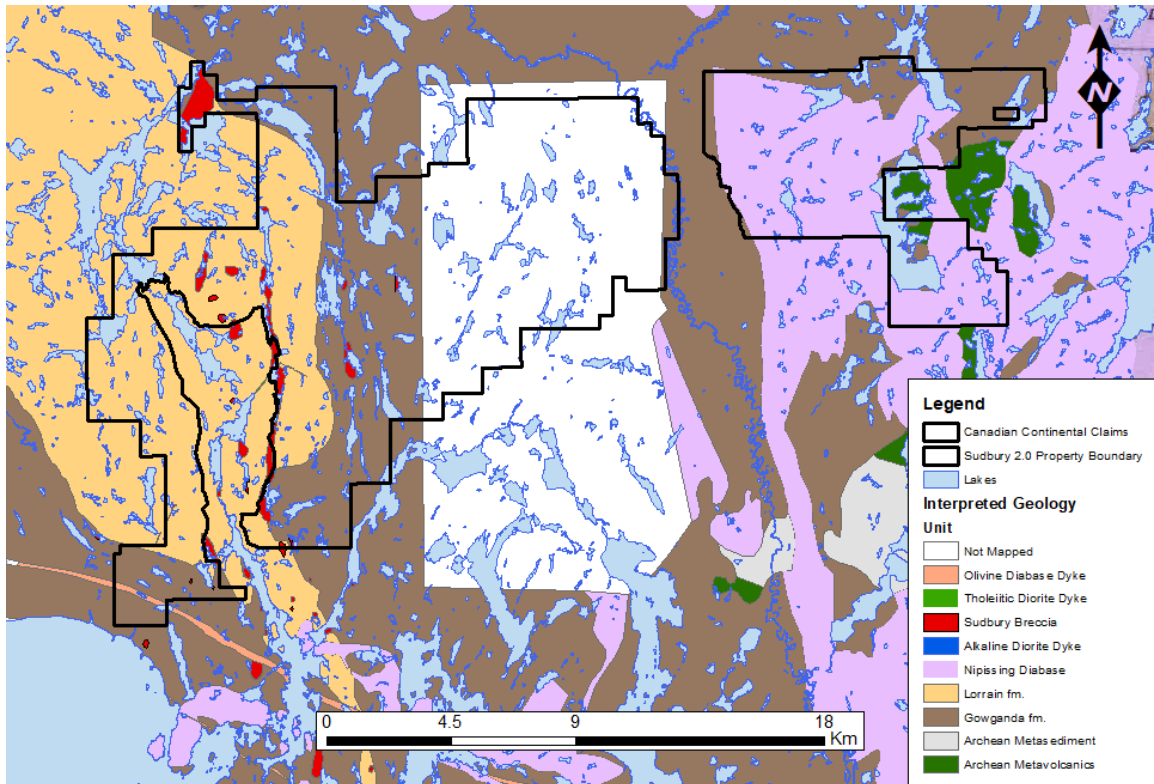 N
Legend
Canadian Continental Claims
Sudbury 2.0 Property Boundary
Lakes
Interpreted Geology
Unit
Not Mapped
Olivine Diabase Dyke
Tholeiitic Diorite Dyke
Sudbury Breccia
Alkaline Diorite Dyke
Nipissing Diabase
Lorrain fm.
Gowganda fm.
Archean Metasediment
Archean Metavolcanics
0 4.5 9 18
Km